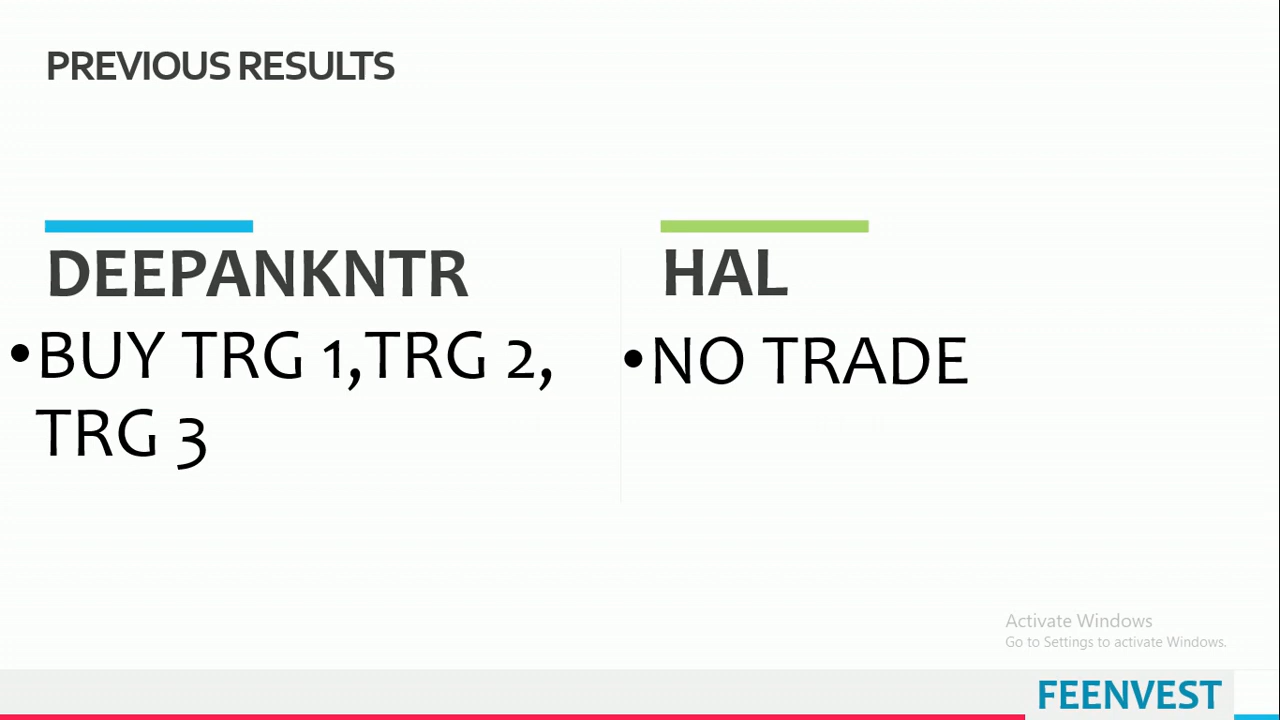 PREVIOUS RESULTS
DEEPANKNTR
•BUY TRG 1,TRG 2,
TRG 3
HAL
•NO TRADE
Activate Windows
Go to Settings to activate Windows.
FEENVEST